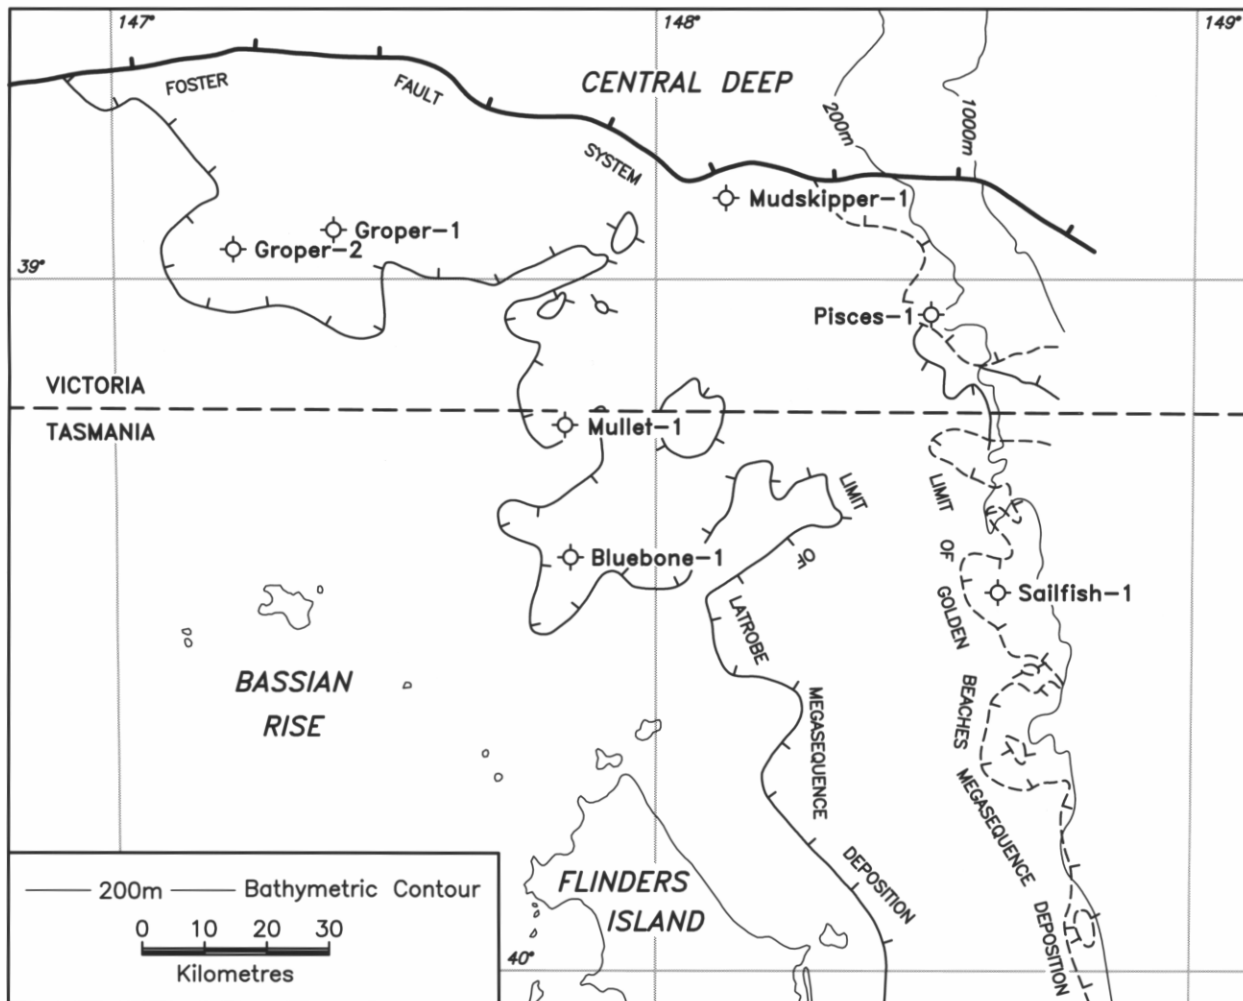 147°
148°
149°
FOSTER
FAULT
SYSTEM
CENTRAL DEEP
200m
1000m
Mudskipper-1
Groper-1
Groper-2
39°
Pisces-1
VICTORIA
TASMANIA
Mullet-1
LIMIT
LIMIT
OF
Bluebone-1
OF
Sailfish-1
GOLDEN
LATROBE
BASSIAN
RISE
BEACHES
MEGASEQUENCE
MEGASEQUENCE
DEPOSITION
DEPOSITION
FLINDERS
ISLAND
200m
Bathymetric Contour
0 10 20 30
Kilometres
40°